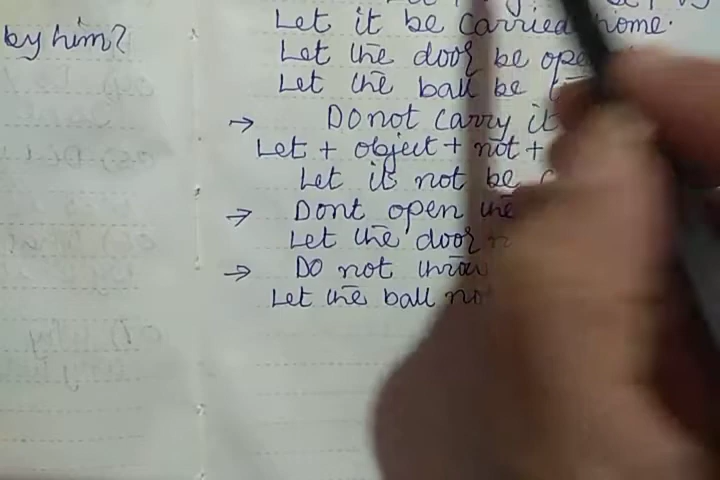 by him?
Let it be carried home.
Let the door be
Let the ball be
→ DO not carry it
Let + object + not +
Let it not be
→ Dont open the
Let the door
→ DO not throw
Let the ball not